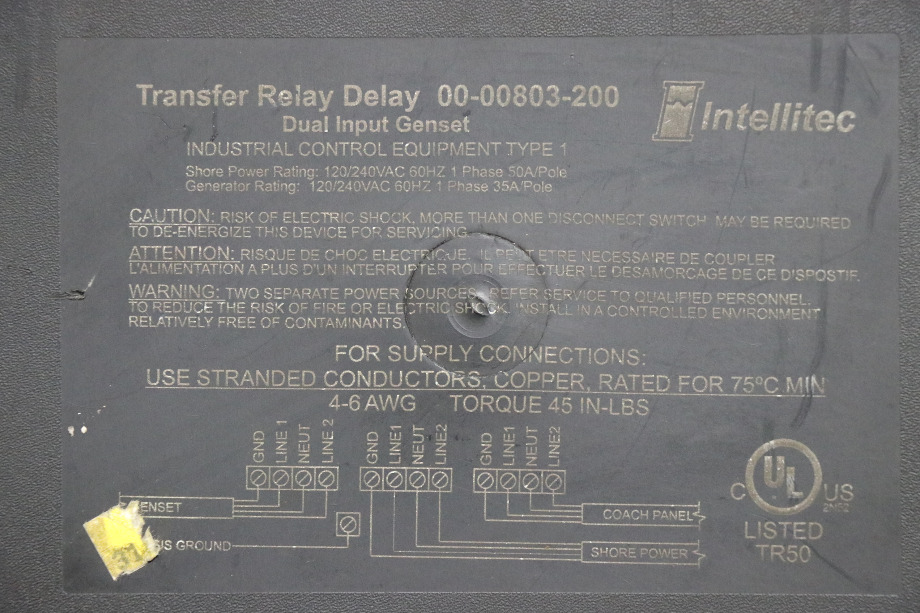 Transfer Relay Delay 00-00803-200
Intellitec
Dual Input Genset
INDUSTRIAL CONTROL EQUIPMENT TYPE 1
Shore Power Rating: 120/240VAC 60HZ 1 Phase 50A/Pole
Generator Rating: 120/240VAC 60HZ 1 Phase 35A/Pole
CAUTION: RISK OF ELECTRIC SHOCK, MORE THAN ONE DISCONNECT SWITCH MAY BE REQUIRED
TO DE-ENERGIZE THIS DEVICE FOR SERVICING.
ATTENTION: RISQUE DE CHOC ELECTRIQUE, IL PEUT ETRE NECESSAIRE DE COUPLER
L'ALIMENTATION A PLUS D'UN INTERRUPTER POUR EFFECTUER LE DESAMORCAGE DE CE DISPOSTIF.
WARNING: TWO SEPARATE POWER SOURCES, REFER SERVICE TO QUALIFIED PERSONNEL.
TO REDUCE THE RISK OF FIRE OR ELECTRIC SHOCK, INSTALL IN A CONTROLLED ENVIRONMENT
RELATIVELY FREE OF CONTAMINANTS.
FOR SUPPLY CONNECTIONS:
USE STRANDED CONDUCTORS, COPPER, RATED FOR 75ºC MIN
4-6 AWG TORQUE 45 IN-LBS
GND LINE 1 NEUT LINE 2
GND LINE1 NEUT LINE2
GND LINE1 NEUT LINE2
ENSET
COACH PANEL
IS GROUND
SHORE POWER
C UL US
LISTED
TR50